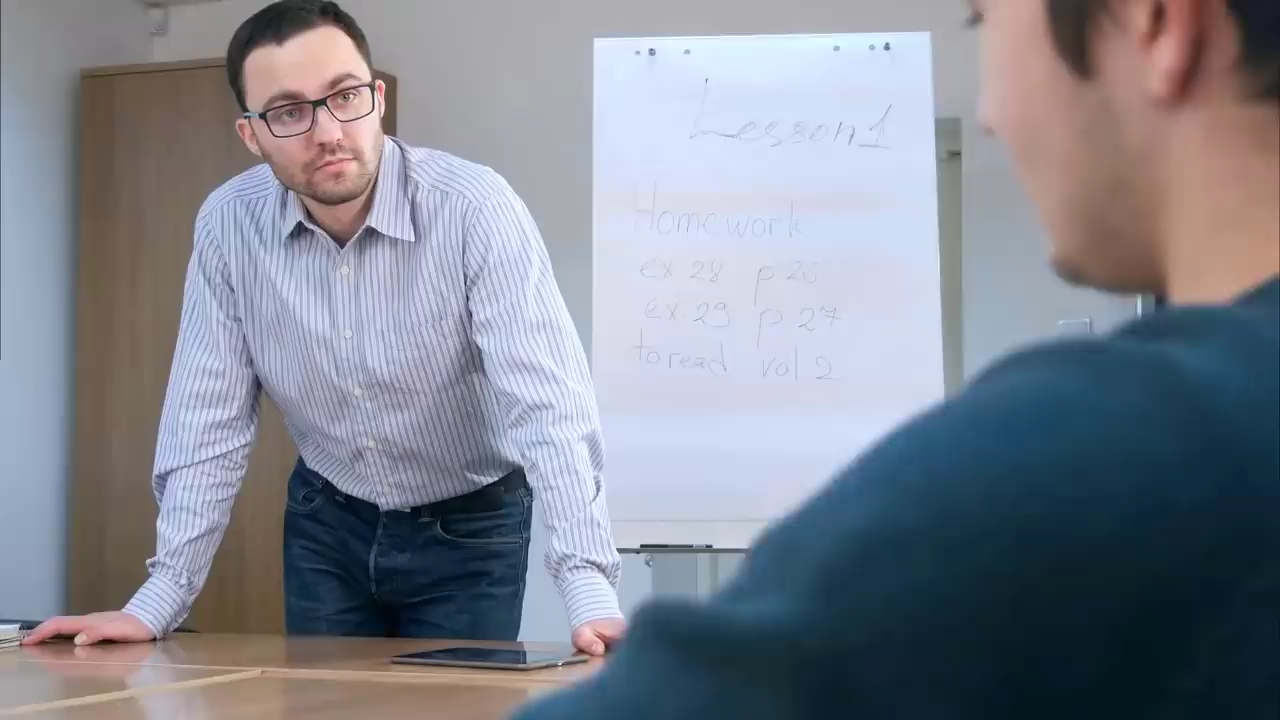 Lesson 1
Homework
ex 28 p 26
ex 29 p 27
to read vol 2